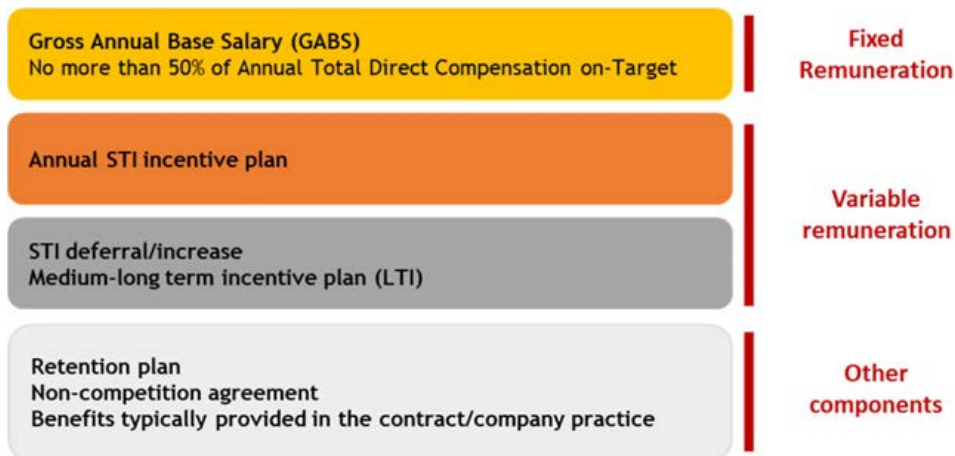 Gross Annual Base Salary (GABS)
No more than 50% of Annual Total Direct Compensation on-Target
Fixed
Remuneration
Annual STI incentive plan
STI deferral/increase
Medium-long term incentive plan (LTI)
Variable
remuneration
Retention plan
Non-competition agreement
Benefits typically provided in the contract/company practice
Other
components